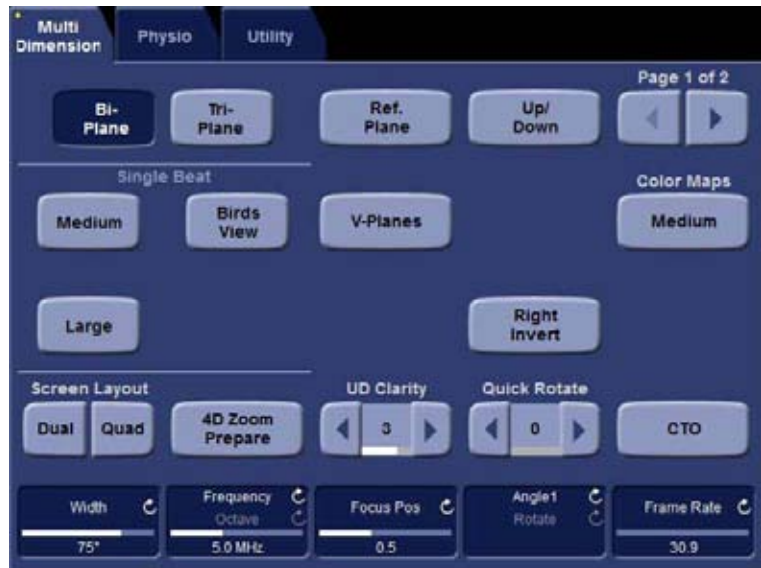 Multi
Dimension
Physio
Utility
Page 1 of 2
Bi-
Plane
Tri-
Plane
Ref.
Plane
Up/
Down
Single Beat
Color Maps
Medium
Birds
View
V-Planes
Medium
Large
Right
Invert
Screen Layout
UD Clarity
Quick Rotate
Dual
Quad
4D Zoom
Prepare
3
0
CTO
Width
Frequency
Octave
Focus Pos
Angle1
Rotate
Frame Rate
75°
5.0 MHz
0.5
30.9